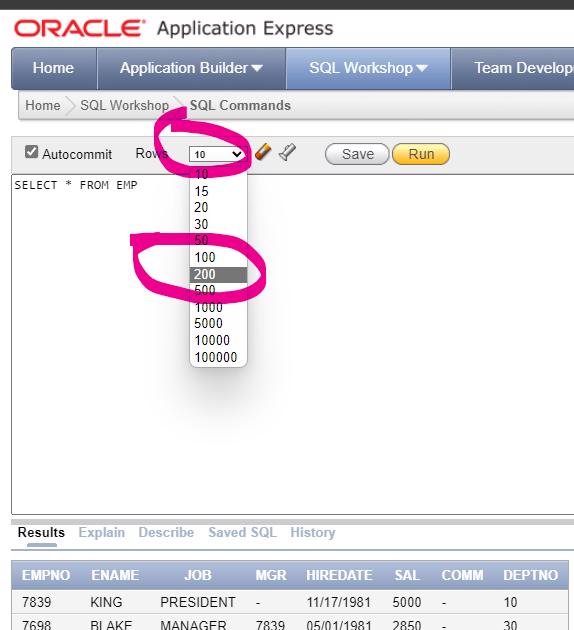 ORACLE® Application Express
Home Application Builder SQL Workshop Team Develop
Home SQL Workshop SQL Commands
Autocommit Rows 10 Save Run
SELECT * FROM EMP
10
15
20
30
50
100
200
500
1000
5000
10000
100000
Results Explain Describe Saved SQL History
EMPNO ENAME JOB MGR HIREDATE SAL COMM DEPTNO
7839 KING PRESIDENT - 11/17/1981 5000 - 10
7698 BLAKE MANAGER 7839 05/01/1981 2850 - 30